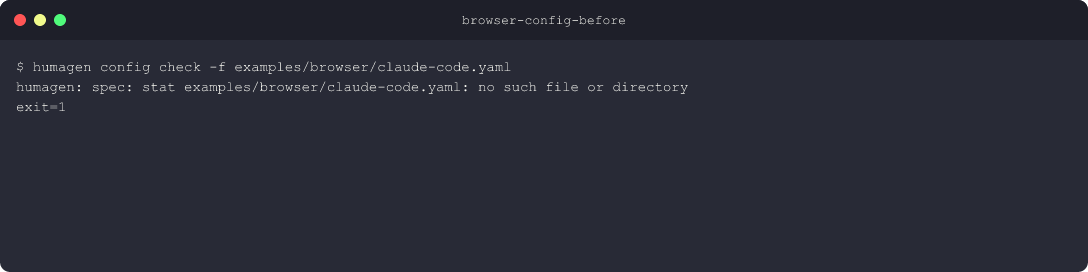 browser-config-before
$ humagen config check -f examples/browser/claude-code.yaml
humagen: spec: stat examples/browser/claude-code.yaml: no such file or directory
exit=1